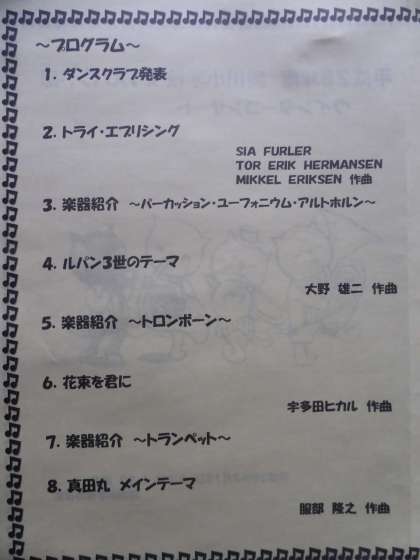 ～プログラム～
1. ダンスクラブ発表
2. トライ・エブリシング
SIA FURLER
TOR ERIK HERMANSEN
MIKKEL ERIKSEN 作曲
3. 楽器紹介 ～パーカッション・ユーフォニウム・アルトホルン～
4. ルパン3世のテーマ
大野 雄二 作曲
5. 楽器紹介 ～トロンボーン～
6. 花束を君に
宇多田ヒカル 作曲
7. 楽器紹介 ～トランペット～
8. 真田丸 メインテーマ
服部 隆之 作曲